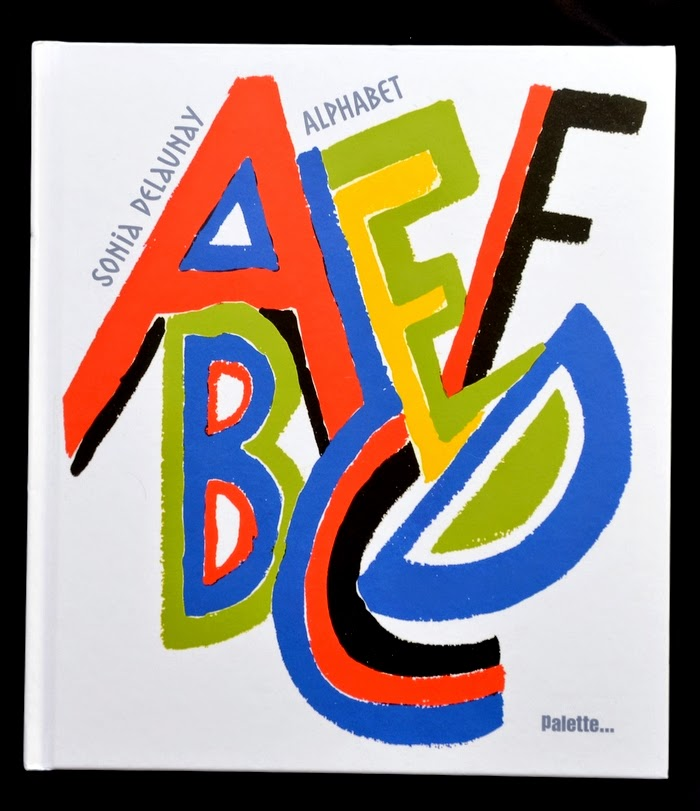 SONiA DELAUNAY
ALPHABET
A E F
B C D
Palette...